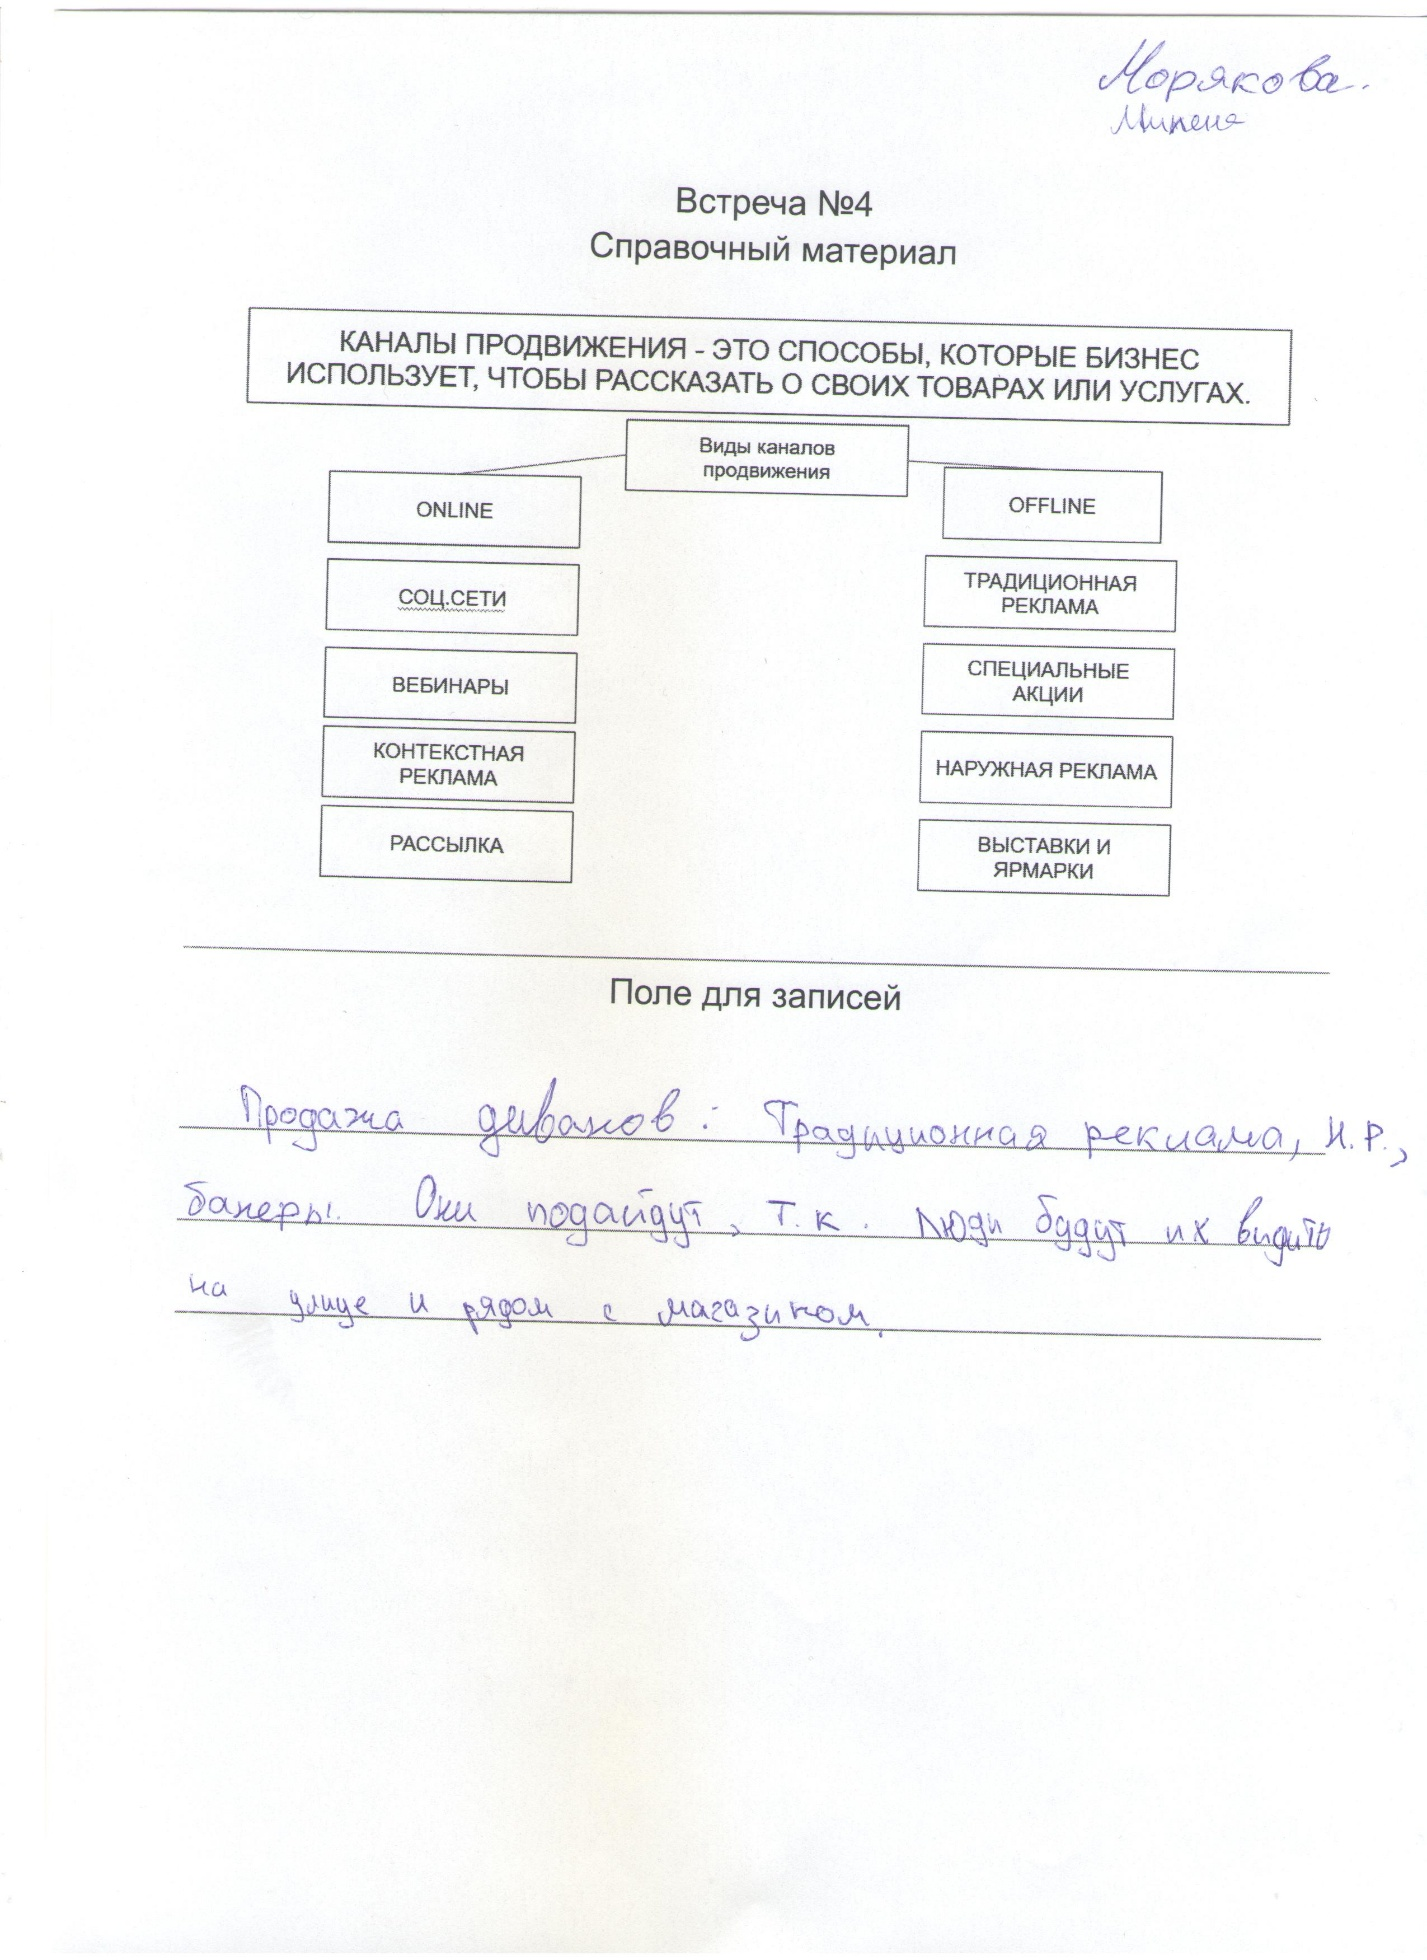 Морякова.
Милена
Встреча №4
Справочный материал
КАНАЛЫ ПРОДВИЖЕНИЯ - ЭТО СПОСОБЫ, КОТОРЫЕ БИЗНЕС
ИСПОЛЬЗУЕТ, ЧТОБЫ РАССКАЗАТЬ О СВОИХ ТОВАРАХ ИЛИ УСЛУГАХ.
Виды каналов
продвижения
ONLINE
СОЦ.СЕТИ
ВЕБИНАРЫ
КОНТЕКСТНАЯ
РЕКЛАМА
РАССЫЛКА
OFFLINE
ТРАДИЦИОННАЯ
РЕКЛАМА
СПЕЦИАЛЬНЫЕ
АКЦИИ
НАРУЖНАЯ РЕКЛАМА
ВЫСТАВКИ И
ЯРМАРКИ
Поле для записей
Продажа диванов: Традиционная реклама, Н.Р.,
банеры. Они подайдут, т.к. люди будут их видить
на улице и рядом с магазином.